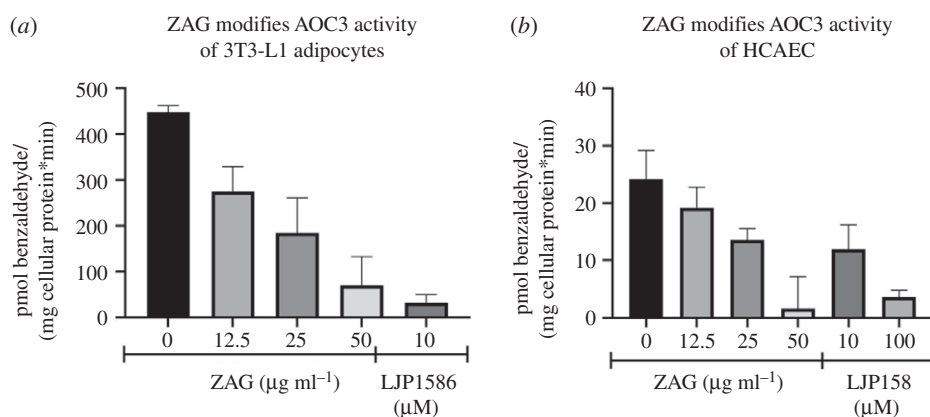 (a)
ZAG modifies AOC3 activity
of 3T3-L1 adipocytes
pmol benzaldehyde/
(mg cellular protein*min)
500
400
300
200
100
0
0 12.5 25 50 10
ZAG (µg ml⁻¹) LJP1586
(µM)
(b)
ZAG modifies AOC3 activity
of HCAEC
pmol benzaldehyde/
(mg cellular protein*min)
40
30
20
10
0
0 12.5 25 50 10 100
ZAG (µg ml⁻¹) LJP158
(µM)